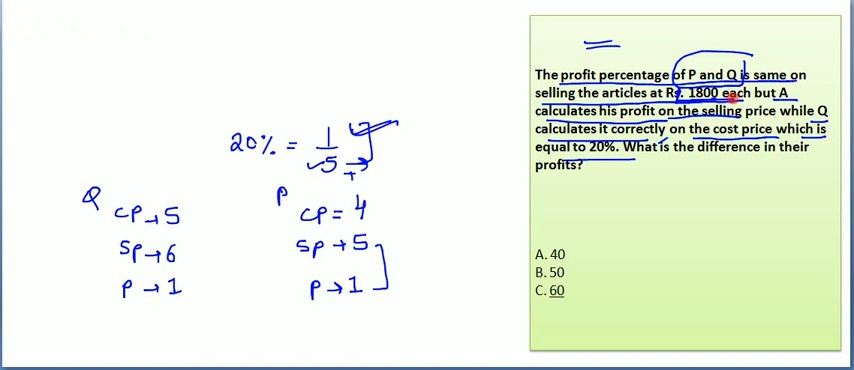 The profit percentage of P and Q is same on
selling the articles at Rs. 1800 each but A
calculates his profit on the selling price while Q
calculates it correctly on the cost price which is
equal to 20%. What is the difference in their
profits?
A. 40
B. 50
C. 60
20% = 1/5
Q
CP → 5
SP → 6
P → 1
P
CP = 4
SP → 5
P → 1